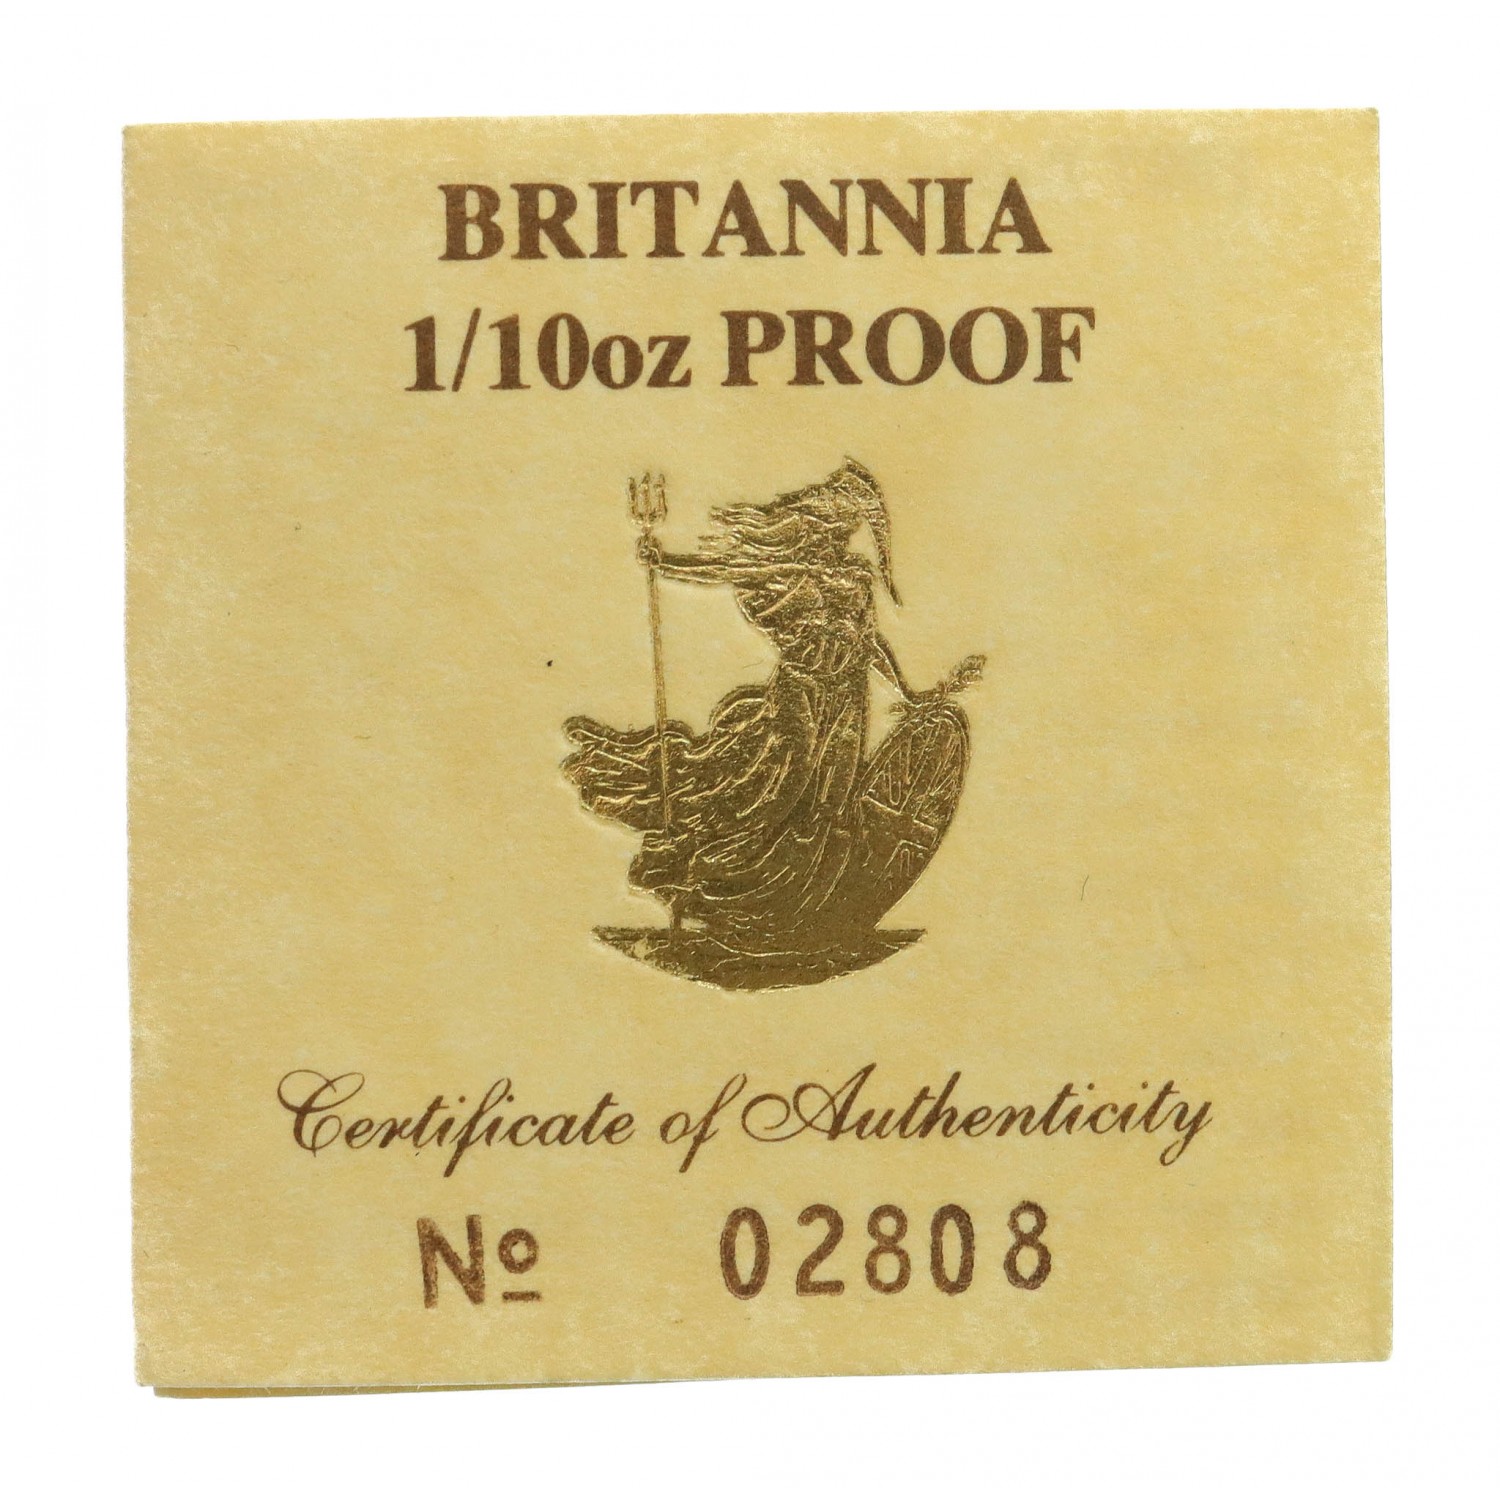 BRITANNIA
1/10oz PROOF
Certificate of Authenticity
Nº 02808